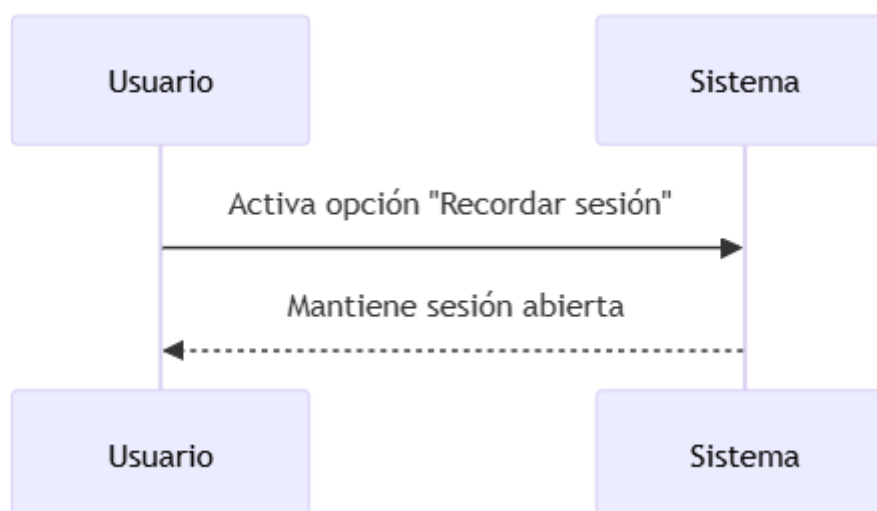 Usuario
Sistema
Activa opción "Recordar sesión"
Mantiene sesión abierta
Usuario
Sistema